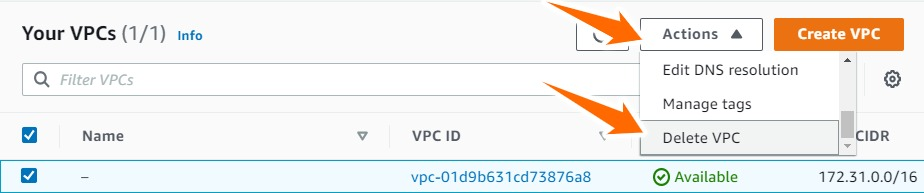 Your VPCs (1/1) Info
Actions
Create VPC
Filter VPCs
Edit DNS resolution
Manage tags
Delete VPC
Name
VPC ID
CIDR
–
vpc-01d9b631cd73876a8
Available
172.31.0.0/16